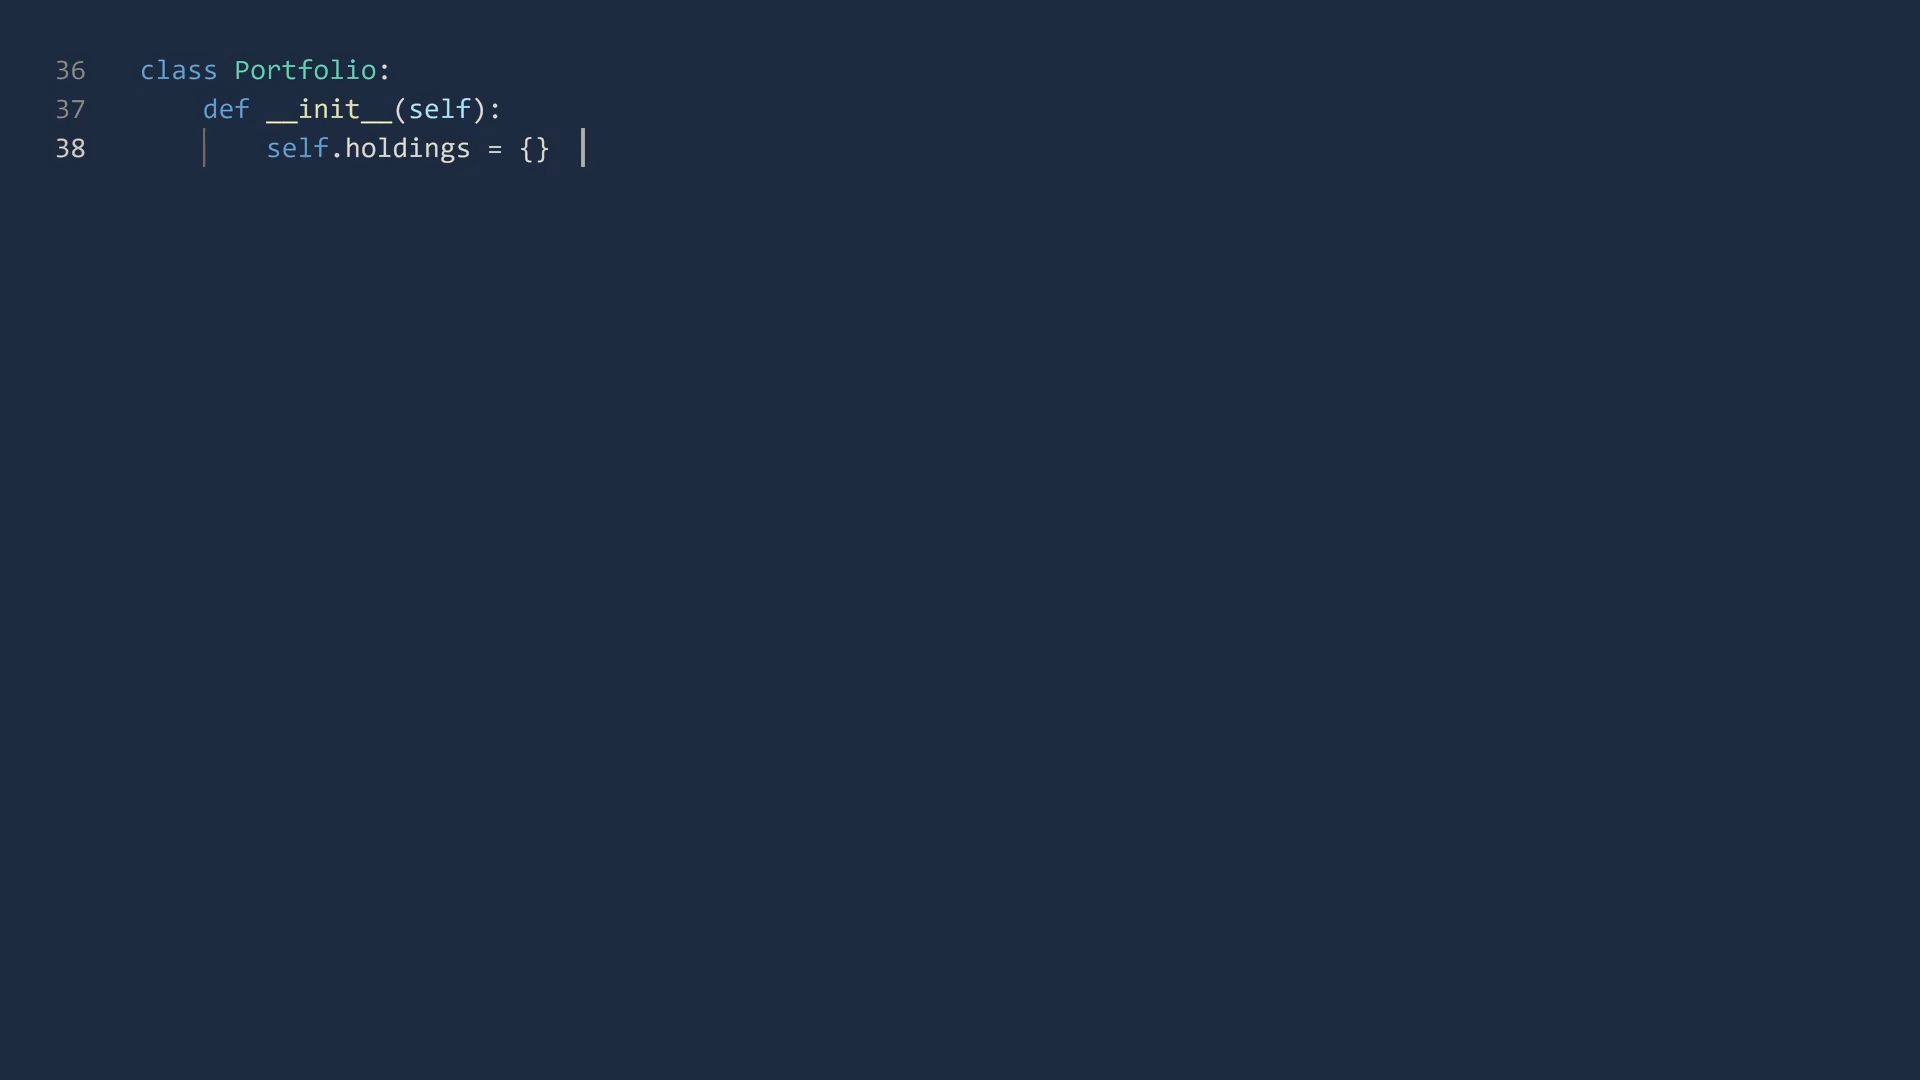 36 class Portfolio:
37     def __init__(self):
38         self.holdings = {}